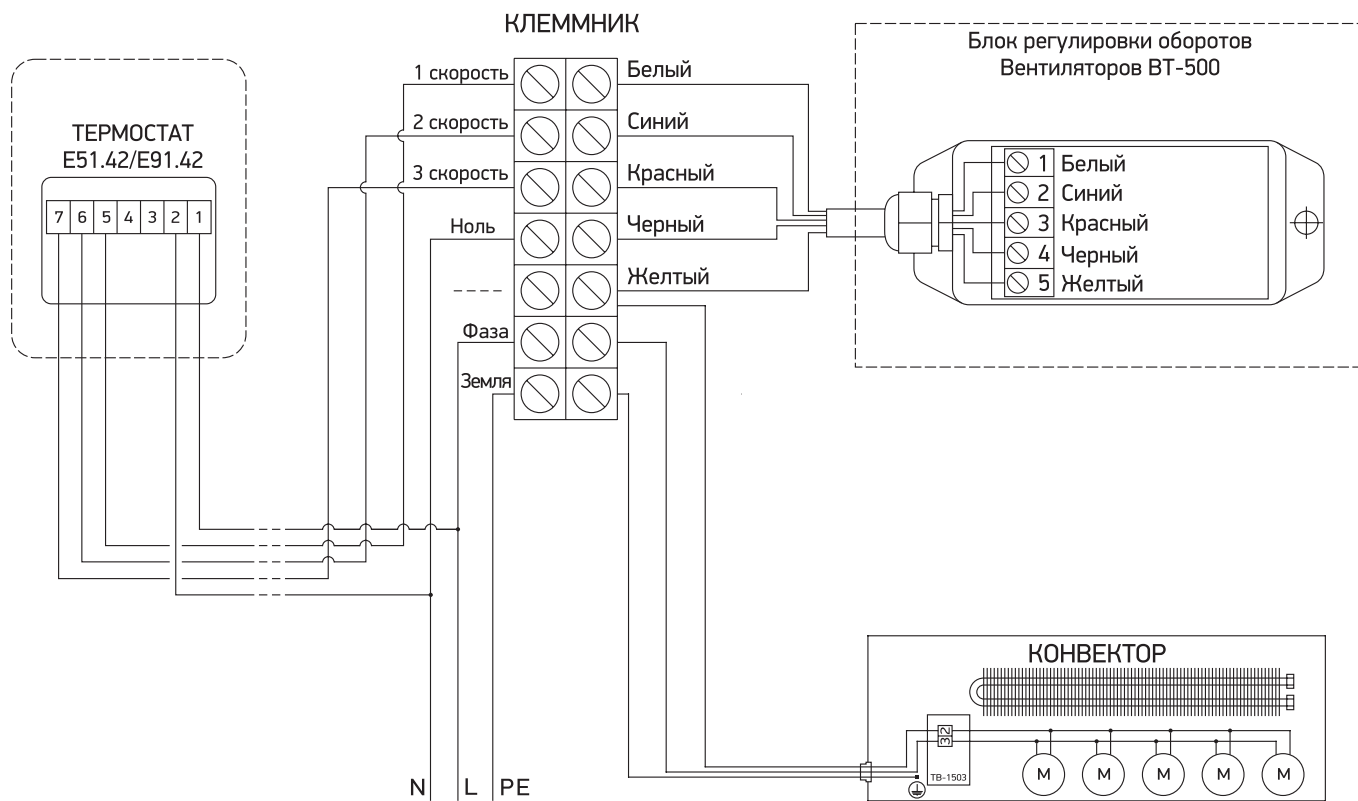 КЛЕММНИК
Блок регулировки оборотов
Вентиляторов ВТ-500
ТЕРМОСТАТ
E51.42/E91.42
7 6 5 4 3 2 1
1 скорость
2 скорость
3 скорость
Ноль
Фаза
Земля
Белый
Синий
Красный
Черный
Желтый
1 Белый
2 Синий
3 Красный
4 Черный
5 Желтый
КОНВЕКТОР
3 2
ТВ-1503
М М М М М
N L PE